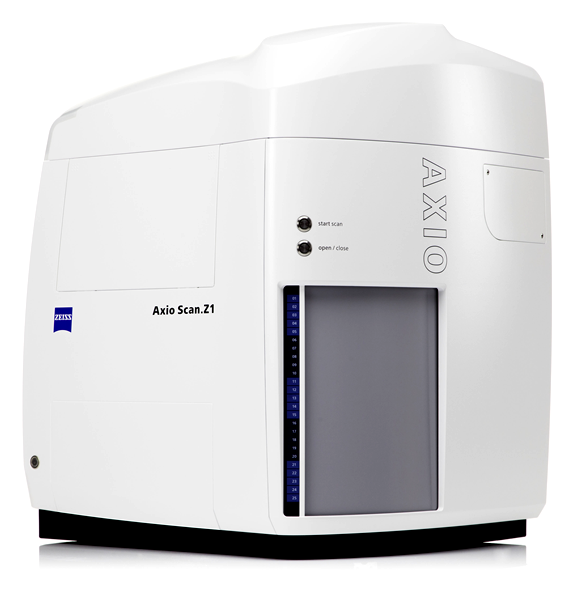 AXIO
start scan
open / close
ZEISS
Axio Scan.Z1